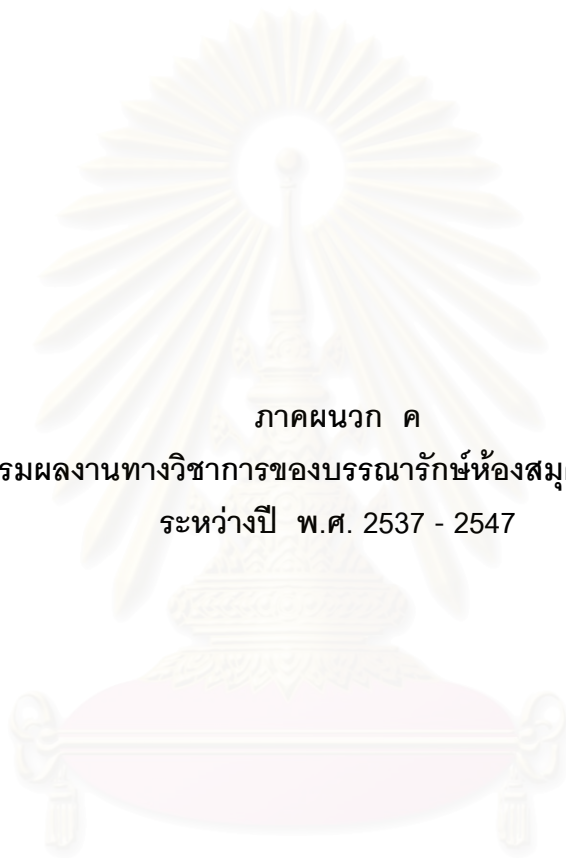 ภาคผนวก ค
รมผลงานทางวิชาการของบรรณารักษ์ห้องสมุ
ระหว่างปี พ.ศ. 2537 - 2547